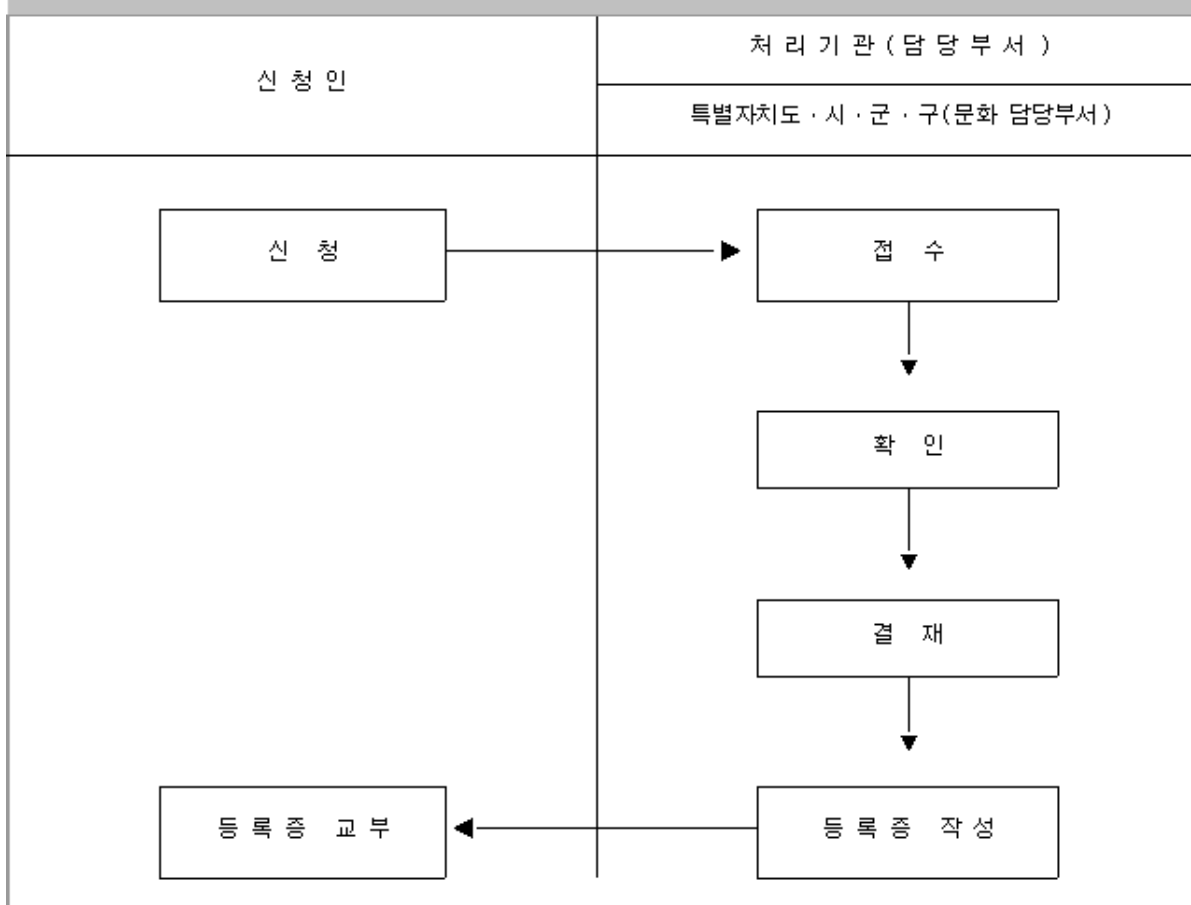 신 청 인
처 리 기 관 ( 담 당 부 서 )
특별자치도 · 시 · 군 · 구(문화 담당부서)
신 청
접 수
확 인
결 재
등 록 증 교 부
등 록 증 작 성